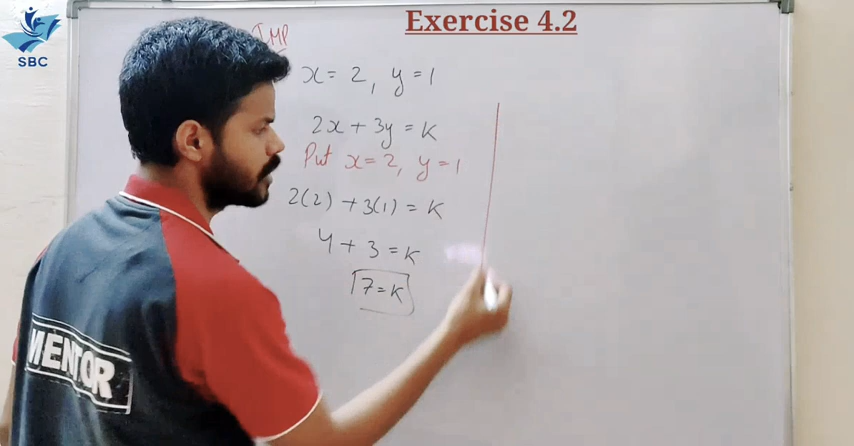 Exercise 4.2
SBC
IMP
x = 2, y = 1
2x + 3y = K
Put x = 2, y = 1
2(2) + 3(1) = K
4 + 3 = K
7 = K
MENTOR